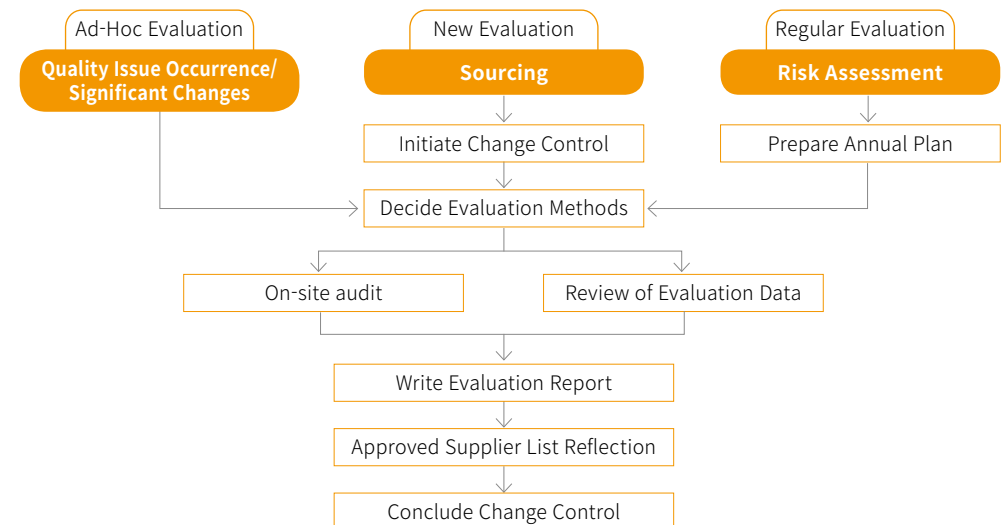 Ad-Hoc Evaluation
Quality Issue Occurrence/
Significant Changes
New Evaluation
Sourcing
Regular Evaluation
Risk Assessment
Initiate Change Control
Prepare Annual Plan
Decide Evaluation Methods
On-site audit
Review of Evaluation Data
Write Evaluation Report
Approved Supplier List Reflection
Conclude Change Control